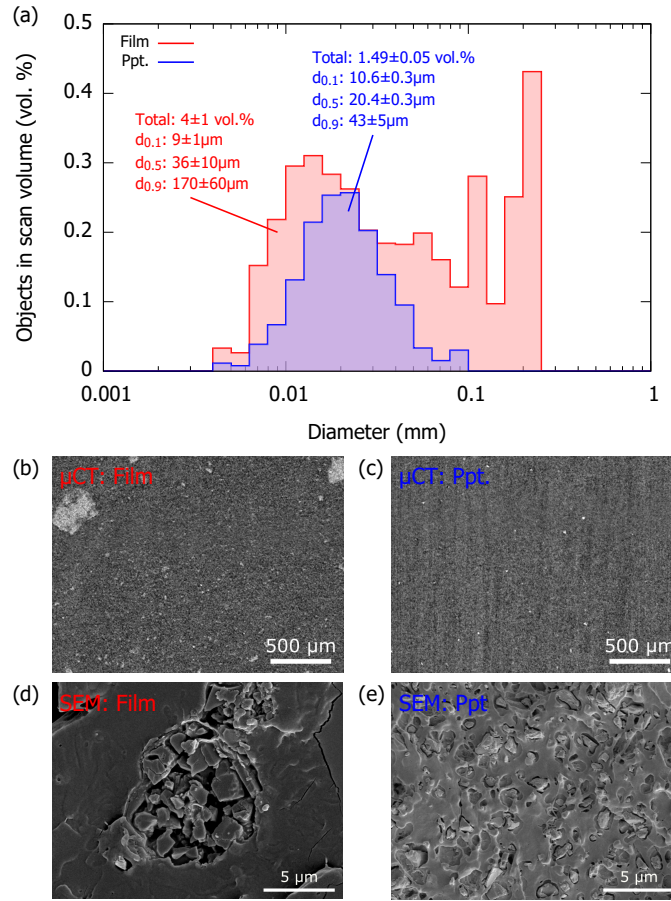 (a)
0.5
0.4
0.3
0.2
0.1
0
Objects in scan volume (vol. %)
Film
Ppt.
Total: 4±1 vol.%
d0.1: 9±1µm
d0.5: 36±10µm
d0.9: 170±60µm
Total: 1.49±0.05 vol.%
d0.1: 10.6±0.3µm
d0.5: 20.4±0.3µm
d0.9: 43±5µm
0.001
0.01
0.1
1
Diameter (mm)
(b)
µCT: Film
500 µm
(c)
µCT: Ppt.
500 µm
(d)
SEM: Film
5 µm
(e)
SEM: Ppt
5 µm